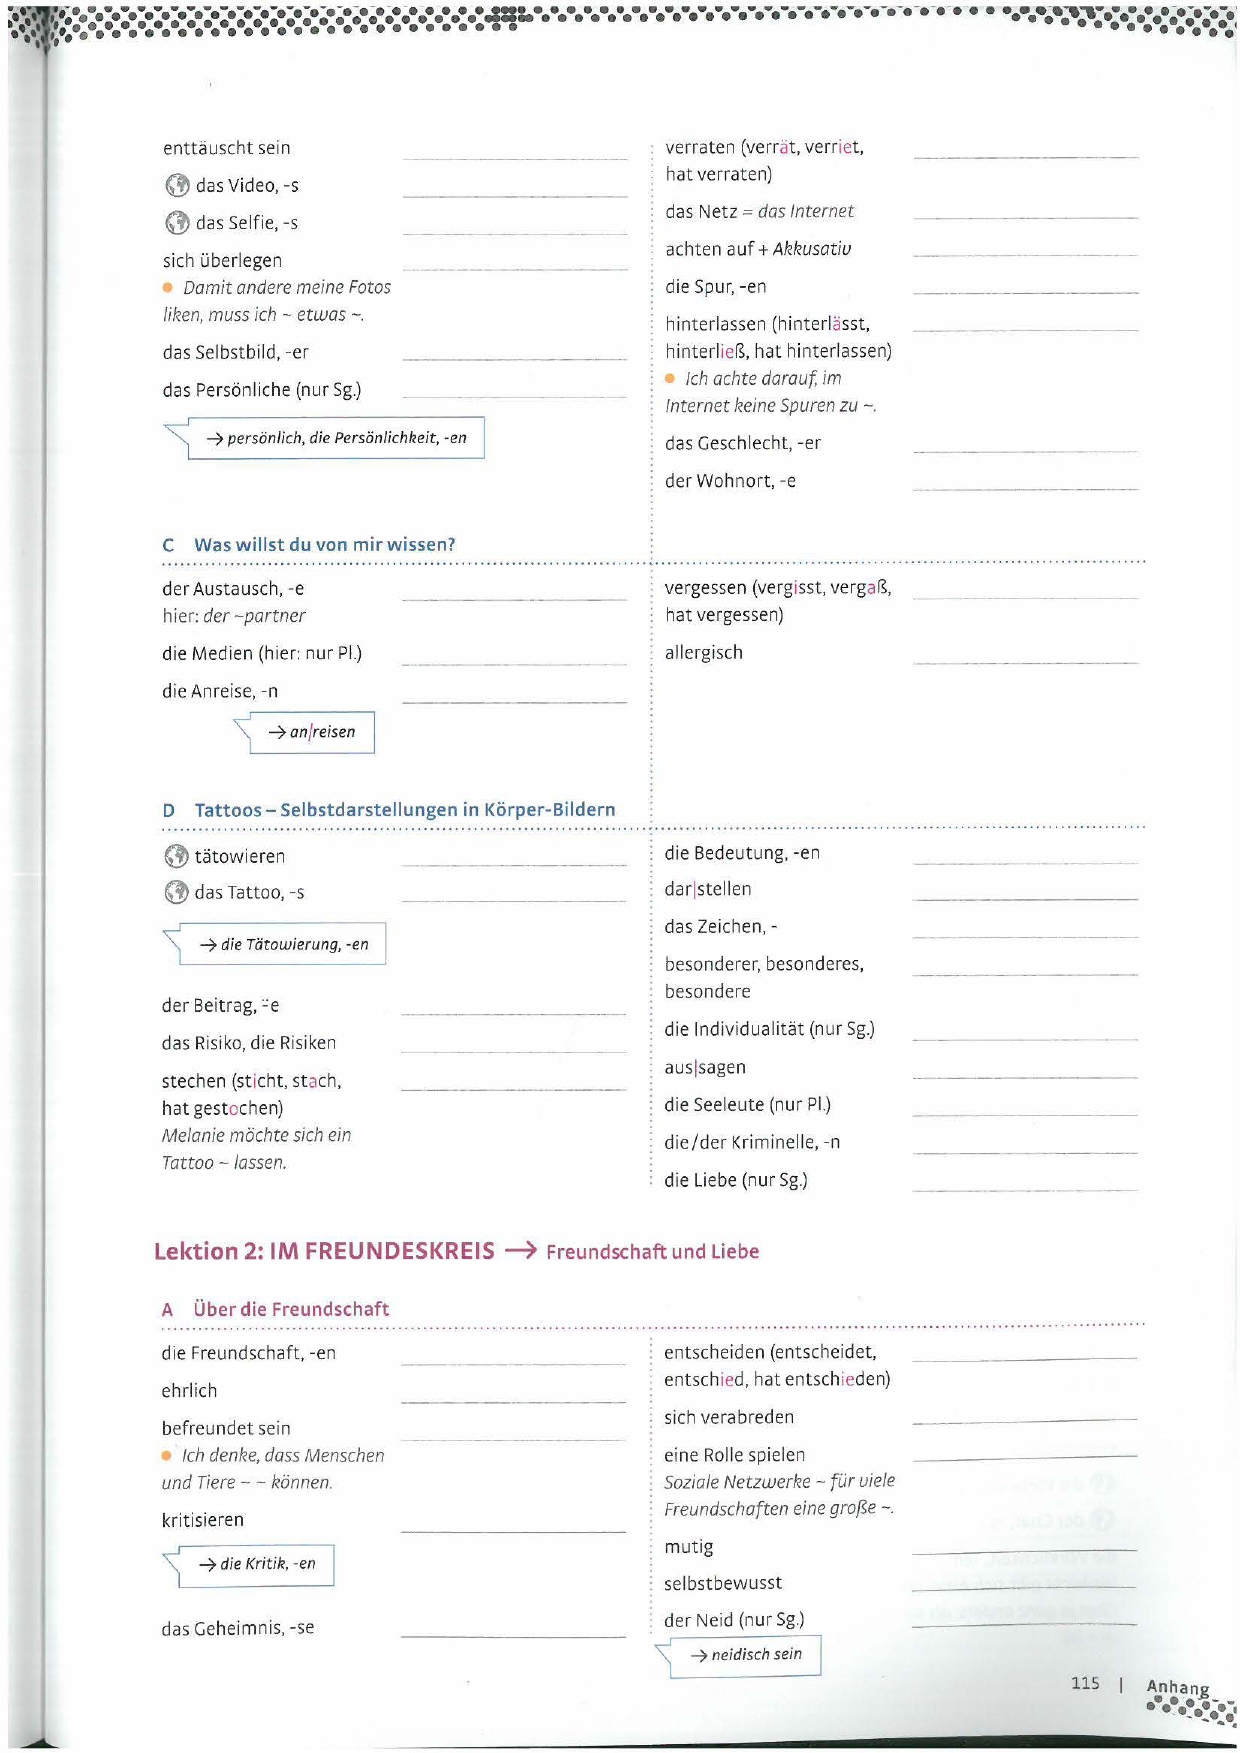 enttäuscht sein
das Video, -s
das Selfie, -s
sich überlegen
• Damit andere meine Fotos
liken, muss ich ~ etwas ~.
das Selbstbild, -er
das Persönliche (nur Sg.)
→ persönlich, die Persönlichkeit, -en
verraten (verrät, verriet,
hat verraten)
das Netz = das Internet
achten auf + Akkusativ
die Spur, -en
hinterlassen (hinterlässt,
hinterließ, hat hinterlassen)
• Ich achte darauf, im
Internet keine Spuren zu ~.
das Geschlecht, -er
der Wohnort, -e
C Was willst du von mir wissen?
der Austausch, -e
hier: der ~partner
die Medien (hier: nur Pl.)
die Anreise, -n
→ an|reisen
vergessen (vergisst, vergaß,
hat vergessen)
allergisch
D Tattoos – Selbstdarstellungen in Körper-Bildern
tätowieren
das Tattoo, -s
→ die Tätowierung, -en
der Beitrag, ¨-e
das Risiko, die Risiken
stechen (sticht, stach,
hat gestochen)
Melanie möchte sich ein
Tattoo ~ lassen.
die Bedeutung, -en
dar|stellen
das Zeichen, -
besonderer, besonderes,
besondere
die Individualität (nur Sg.)
aus|sagen
die Seeleute (nur Pl.)
die/der Kriminelle, -n
die Liebe (nur Sg.)
Lektion 2: IM FREUNDESKREIS → Freundschaft und Liebe
A Über die Freundschaft
die Freundschaft, -en
ehrlich
befreundet sein
• Ich denke, dass Menschen
und Tiere ~ ~ können.
kritisieren
→ die Kritik, -en
das Geheimnis, -se
entscheiden (entscheidet,
entschied, hat entschieden)
sich verabreden
eine Rolle spielen
Soziale Netzwerke ~ für viele
Freundschaften eine große ~.
mutig
selbstbewusst
der Neid (nur Sg.)
→ neidisch sein
115 | Anhang